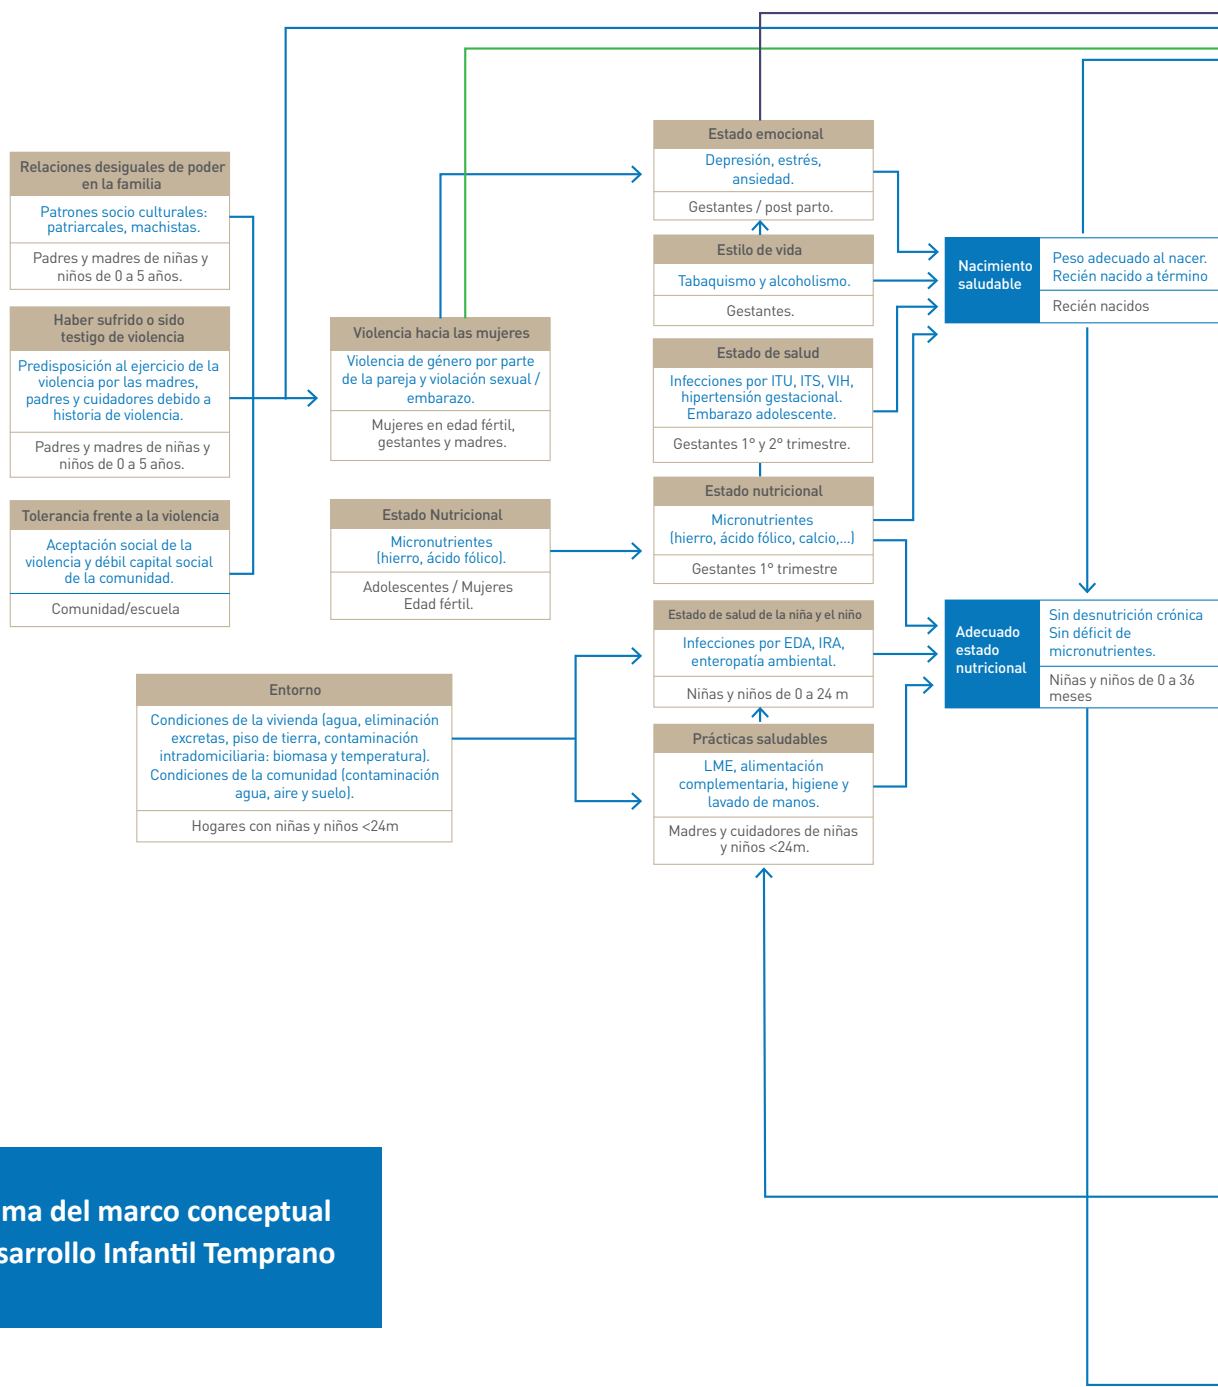 Relaciones desiguales de poder
en la familia
Patrones socio culturales:
patriarcales, machistas.
Padres y madres de niñas y
niños de 0 a 5 años.
Haber sufrido o sido
testigo de violencia
Predisposición al ejercicio de la
violencia por las madres,
padres y cuidadores debido a
historia de violencia.
Padres y madres de niñas y
niños de 0 a 5 años.
Tolerancia frente a la violencia
Aceptación social de la
violencia y débil capital social
de la comunidad.
Comunidad/escuela
Violencia hacia las mujeres
Violencia de género por parte
de la pareja y violación sexual /
embarazo.
Mujeres en edad fértil,
gestantes y madres.
Estado Nutricional
Micronutrientes
(hierro, ácido fólico).
Adolescentes / Mujeres
Edad fértil.
Entorno
Condiciones de la vivienda (agua, eliminación
excretas, piso de tierra, contaminación
intradomiciliaria: biomasa y temperatura).
Condiciones de la comunidad (contaminación
agua, aire y suelo).
Hogares con niñas y niños <24m
Estado emocional
Depresión, estrés,
ansiedad.
Gestantes / post parto.
Estilo de vida
Tabaquismo y alcoholismo.
Gestantes.
Estado de salud
Infecciones por ITU, ITS, VIH,
hipertensión gestacional.
Embarazo adolescente.
Gestantes 1° y 2° trimestre.
Estado nutricional
Micronutrientes
(hierro, ácido fólico, calcio,...)
Gestantes 1° trimestre
Estado de salud de la niña y el niño
Infecciones por EDA, IRA,
enteropatía ambiental.
Niñas y niños de 0 a 24 m
Prácticas saludables
LME, alimentación
complementaria, higiene y
lavado de manos.
Madres y cuidadores de niñas
y niños <24m.
Nacimiento
saludable
Peso adecuado al nacer.
Recién nacido a término
Recién nacidos
Adecuado
estado
nutricional
Sin desnutrición crónica
Sin déficit de
micronutrientes.
Niñas y niños de 0 a 36
meses
ma del marco conceptual
sarrollo Infantil Temprano